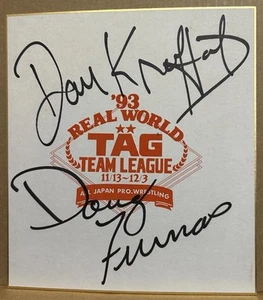 Dan Kroffat
'93
REAL WORLD
TAG
TEAM LEAGUE
11/13~12/3
ALL JAPAN PRO.WRESTLING
Doug
Furnas